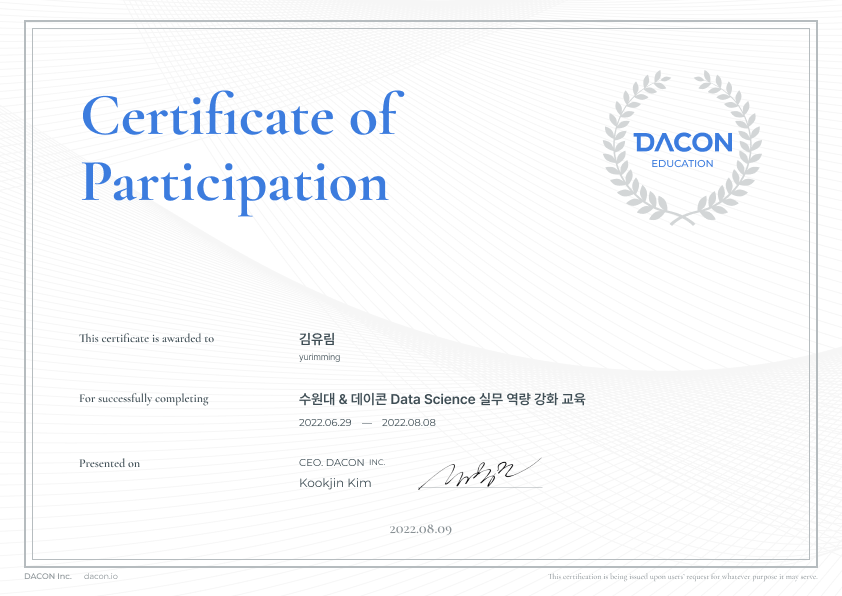 Certificate of
Participation
DACON
EDUCATION
This certificate is awarded to
김유림
yurimming
For successfully completing
수원대 & 데이콘 Data Science 실무 역량 강화 교육
2022.06.29 — 2022.08.08
Presented on
CEO. DACON INC.
Kookjin Kim
2022.08.09
DACON Inc. dacon.io
This certification is being issued upon users' request for whatever purpose it may serve.